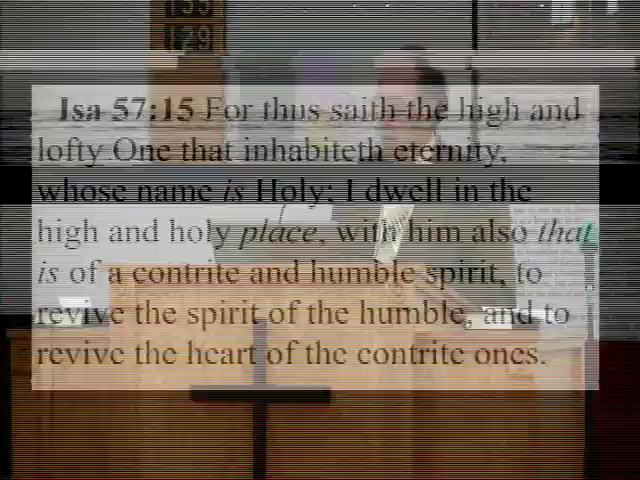 155
129
Isa 57:15 For thus saith the high and
lofty One that inhabiteth eternity,
whose name is Holy; I dwell in the
high and holy place, with him also that
is of a contrite and humble spirit, to
revive the spirit of the humble, and to
revive the heart of the contrite ones.